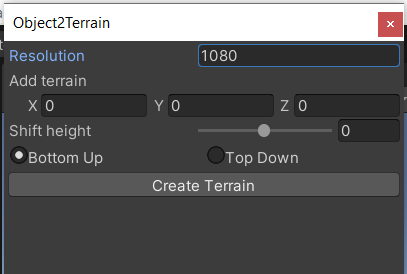 Object2Terrain
Resolution 1080
Add terrain
X 0 Y 0 Z 0
Shift height 0
Bottom Up Top Down
Create Terrain